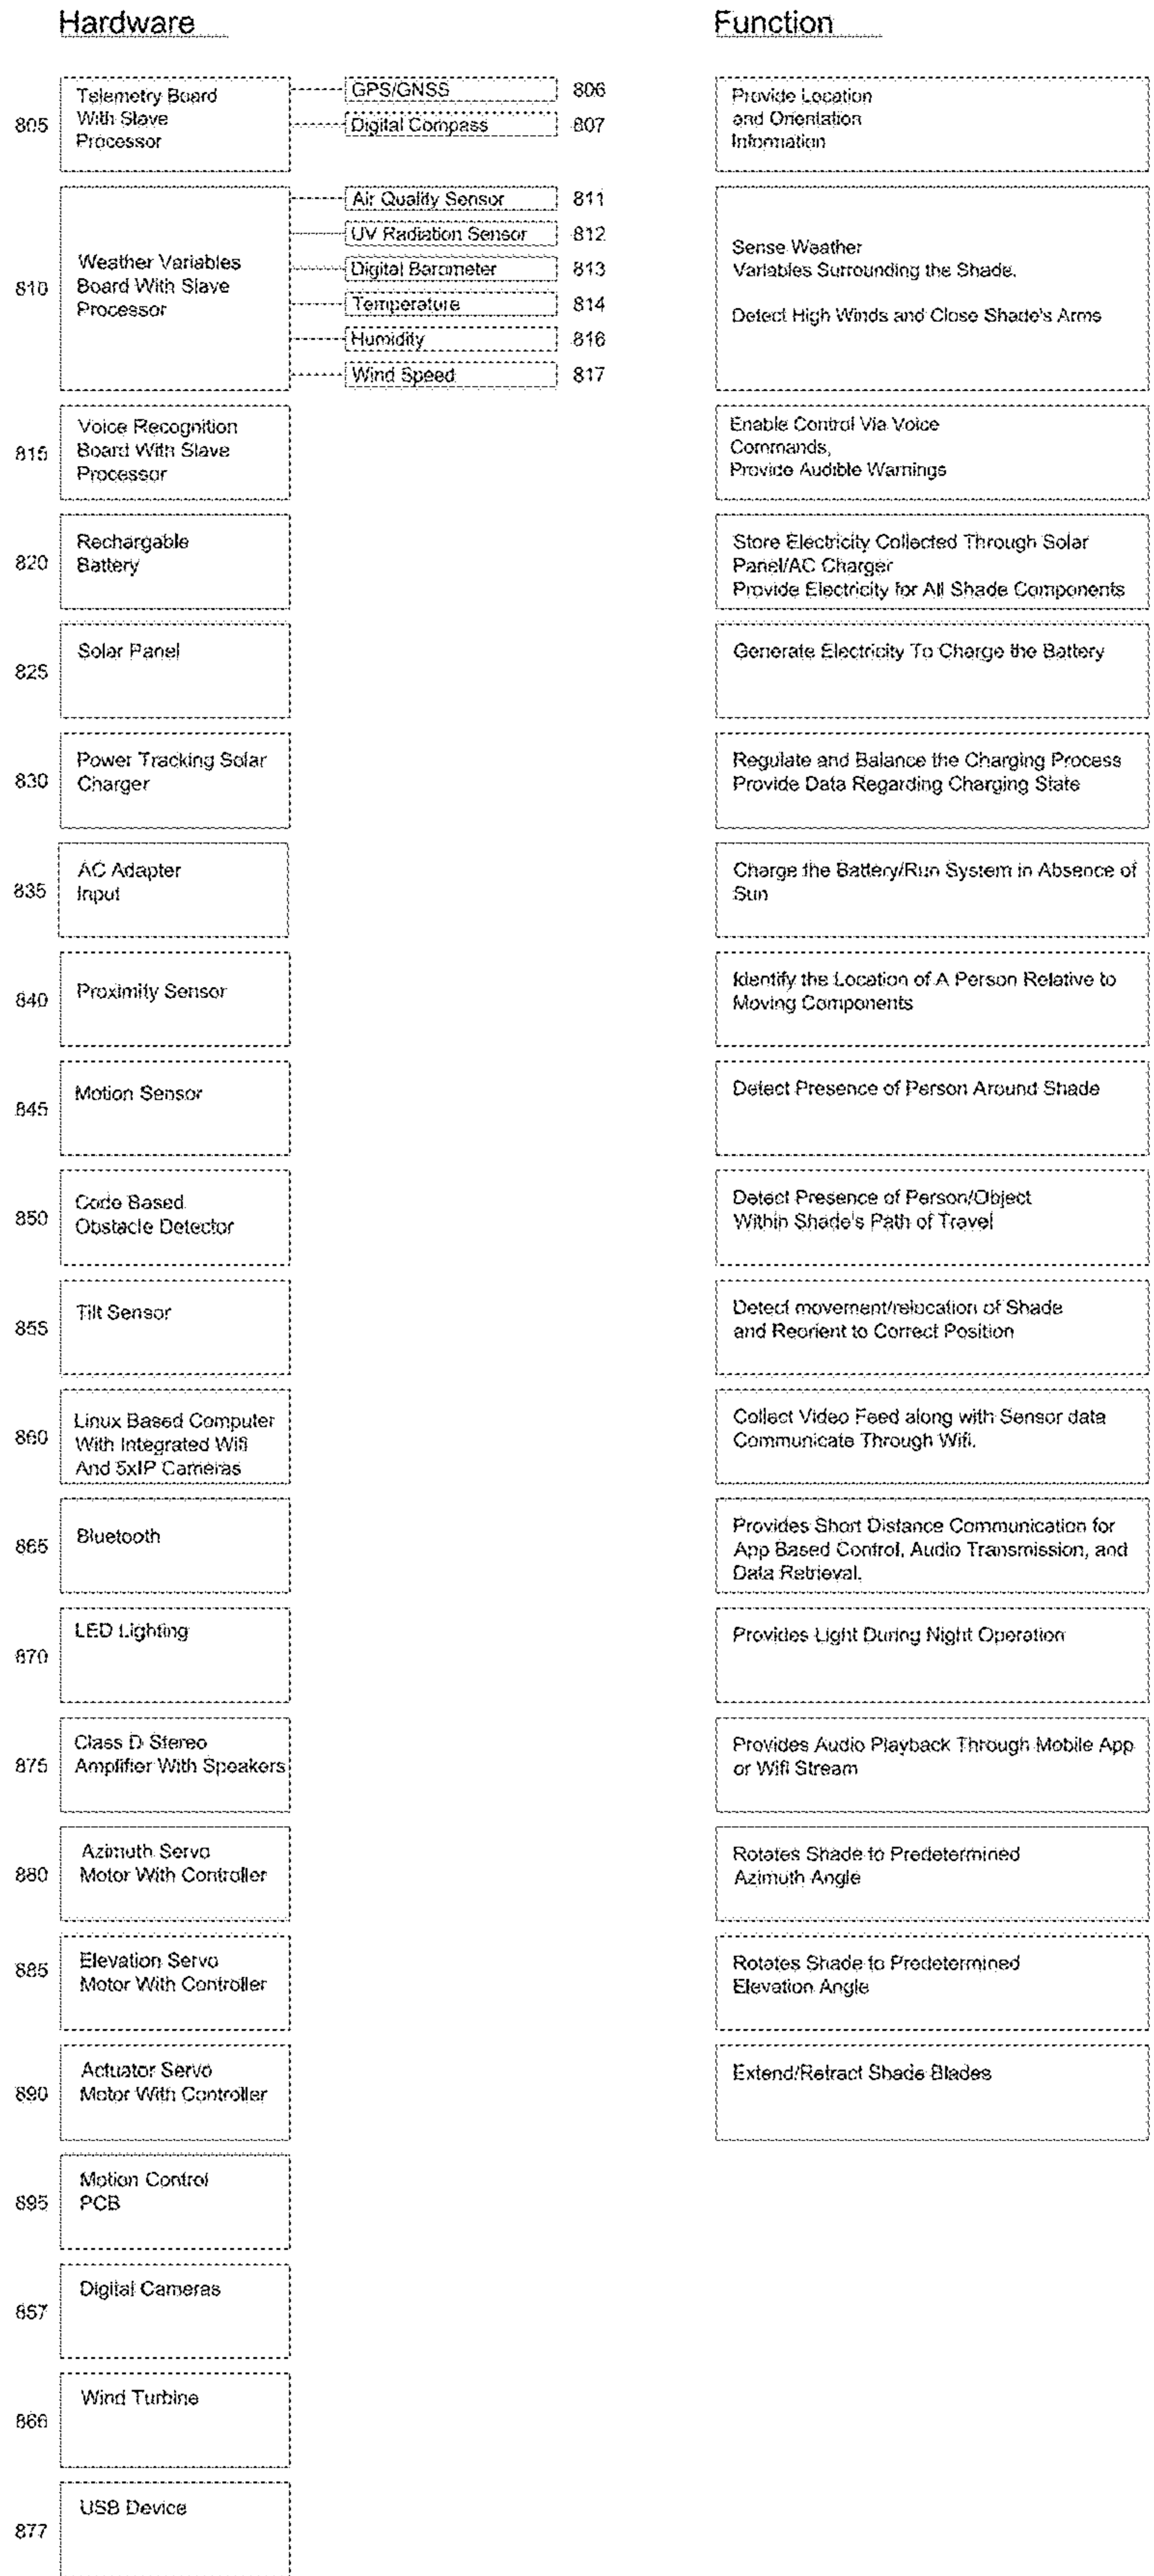 Hardware
Function
805
Telemetry Board
With Slave
Processor
GPS/GNSS
806
Digital Compass
807
Provide Location
and Orientation
Information
810
Weather Variables
Board With Slave
Processor
Air Quality Sensor
811
UV Radiation Sensor
812
Digital Barometer
813
Temperature
814
Humidity
816
Wind Speed
817
Sense Weather
Variables Surrounding the Shade.
Detect High Winds and Close Shade's Arms
815
Voice Recognition
Board With Slave
Processor
Enable Control Via Voice
Commands,
Provide Audible Warnings
820
Rechargable
Battery
Store Electricity Collected Through Solar
Panel/AC Charger
Provide Electricity for All Shade Components
825
Solar Panel
Generate Electricity To Charge the Battery
830
Power Tracking Solar
Charger
Regulate and Balance the Charging Process
Provide Data Regarding Charging State
835
AC Adapter
Input
Charge the Battery/Run System in Absence of
Sun
840
Proximity Sensor
Identify the Location of A Person Relative to
Moving Components
845
Motion Sensor
Detect Presence of Person Around Shade
850
Code Based
Obstacle Detector
Detect Presence of Person/Object
Within Shade's Path of Travel
855
Tilt Sensor
Detect movement/relocation of Shade
and Reorient to Correct Position
860
Linux Based Computer
With Integrated Wifi
And 5xIP Cameras
Collect Video Feed along with Sensor data
Communicate Through Wifi.
865
Bluetooth
Provides Short Distance Communication for
App Based Control, Audio Transmission, and
Data Retrieval.
870
LED Lighting
Provides Light During Night Operation
875
Class D Stereo
Amplifier With Speakers
Provides Audio Playback Through Mobile App
or Wifi Stream
880
Azimuth Servo
Motor With Controller
Rotates Shade to Predetermined
Azimuth Angle
885
Elevation Servo
Motor With Controller
Rotates Shade to Predetermined
Elevation Angle
890
Actuator Servo
Motor With Controller
Extend/Retract Shade Blades
895
Motion Control
PCB
857
Digital Cameras
866
Wind Turbine
877
USB Device